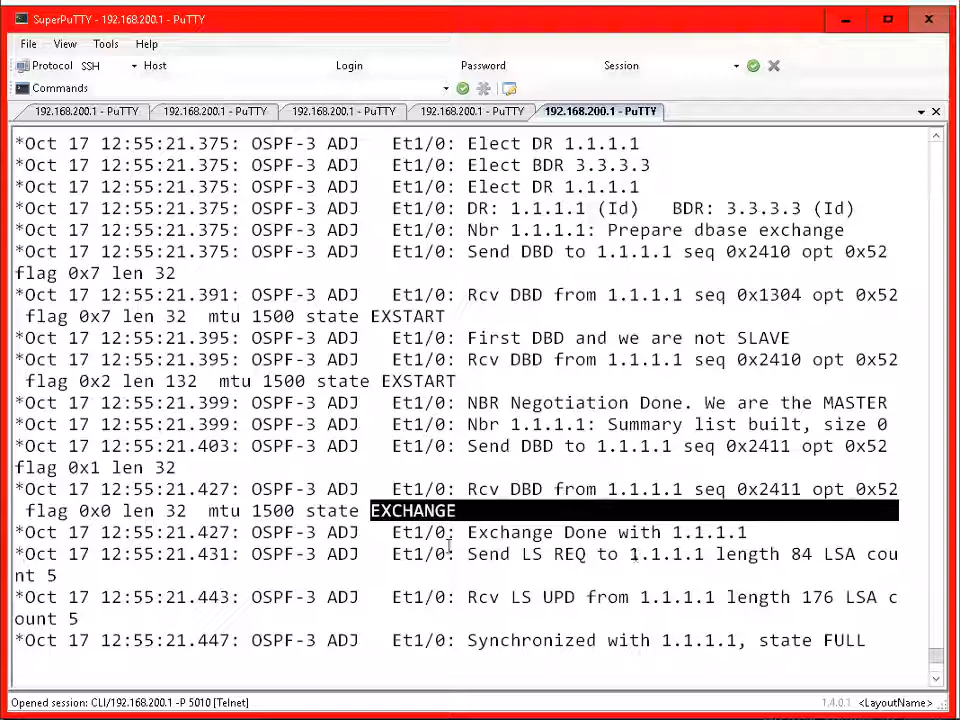 SuperPuTTY - 192.168.200.1 - PuTTY
File View Tools Help
Protocol SSH Host Login Password Session
Commands
192.168.200.1 - PuTTY 192.168.200.1 - PuTTY 192.168.200.1 - PuTTY 192.168.200.1 - PuTTY 192.168.200.1 - PuTTY
*Oct 17 12:55:21.375: OSPF-3 ADJ   Et1/0: Elect DR 1.1.1.1
*Oct 17 12:55:21.375: OSPF-3 ADJ   Et1/0: Elect BDR 3.3.3.3
*Oct 17 12:55:21.375: OSPF-3 ADJ   Et1/0: Elect DR 1.1.1.1
*Oct 17 12:55:21.375: OSPF-3 ADJ   Et1/0: DR: 1.1.1.1 (Id)   BDR: 3.3.3.3 (Id)
*Oct 17 12:55:21.375: OSPF-3 ADJ   Et1/0: Nbr 1.1.1.1: Prepare dbase exchange
*Oct 17 12:55:21.375: OSPF-3 ADJ   Et1/0: Send DBD to 1.1.1.1 seq 0x2410 opt 0x52
flag 0x7 len 32
*Oct 17 12:55:21.391: OSPF-3 ADJ   Et1/0: Rcv DBD from 1.1.1.1 seq 0x1304 opt 0x52
flag 0x7 len 32  mtu 1500 state EXSTART
*Oct 17 12:55:21.395: OSPF-3 ADJ   Et1/0: First DBD and we are not SLAVE
*Oct 17 12:55:21.395: OSPF-3 ADJ   Et1/0: Rcv DBD from 1.1.1.1 seq 0x2410 opt 0x52
flag 0x2 len 132  mtu 1500 state EXSTART
*Oct 17 12:55:21.399: OSPF-3 ADJ   Et1/0: NBR Negotiation Done. We are the MASTER
*Oct 17 12:55:21.399: OSPF-3 ADJ   Et1/0: Nbr 1.1.1.1: Summary list built, size 0
*Oct 17 12:55:21.403: OSPF-3 ADJ   Et1/0: Send DBD to 1.1.1.1 seq 0x2411 opt 0x52
flag 0x1 len 32
*Oct 17 12:55:21.427: OSPF-3 ADJ   Et1/0: Rcv DBD from 1.1.1.1 seq 0x2411 opt 0x52
flag 0x0 len 32  mtu 1500 state EXCHANGE
*Oct 17 12:55:21.427: OSPF-3 ADJ   Et1/0: Exchange Done with 1.1.1.1
*Oct 17 12:55:21.431: OSPF-3 ADJ   Et1/0: Send LS REQ to 1.1.1.1 length 84 LSA cou
nt 5
*Oct 17 12:55:21.443: OSPF-3 ADJ   Et1/0: Rcv LS UPD from 1.1.1.1 length 176 LSA c
ount 5
*Oct 17 12:55:21.447: OSPF-3 ADJ   Et1/0: Synchronized with 1.1.1.1, state FULL
Opened session: CLI/192.168.200.1 -P 5010 [Telnet] 1.4.0.1 <LayoutName>